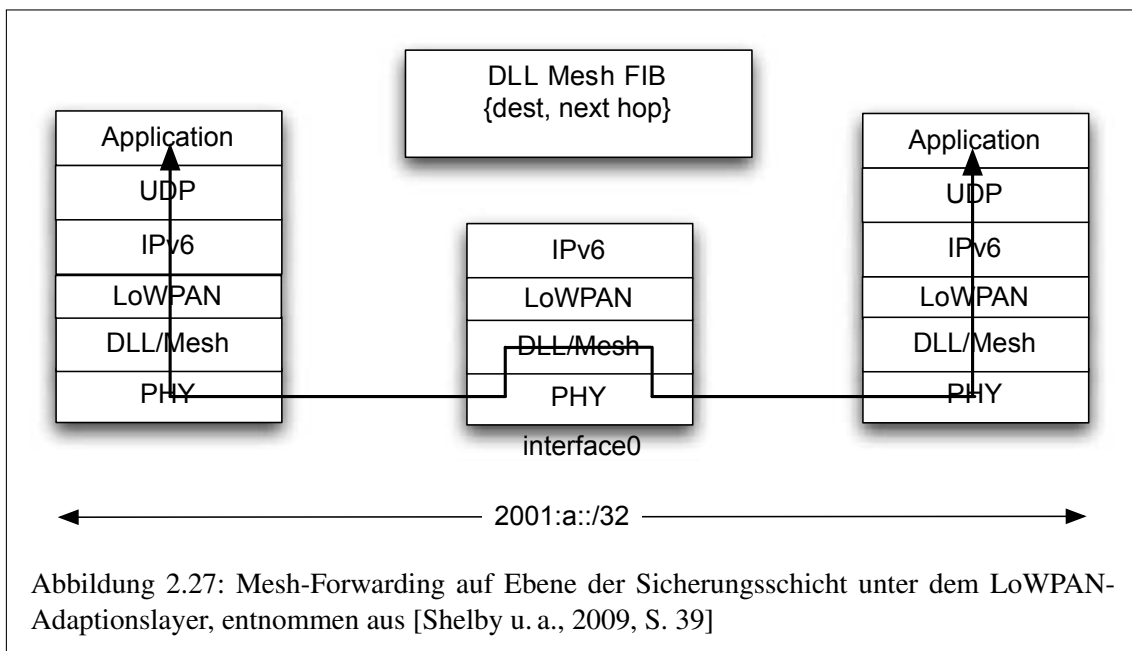 DLL Mesh FIB
{dest, next hop}
Application
UDP
IPv6
LoWPAN
DLL/Mesh
PHY
IPv6
LoWPAN
DLL/Mesh
PHY
interface0
Application
UDP
IPv6
LoWPAN
DLL/Mesh
PHY
2001:a::/32
Abbildung 2.27: Mesh-Forwarding auf Ebene der Sicherungsschicht unter dem LoWPAN-
Adaptionslayer, entnommen aus [Shelby u. a., 2009, S. 39]